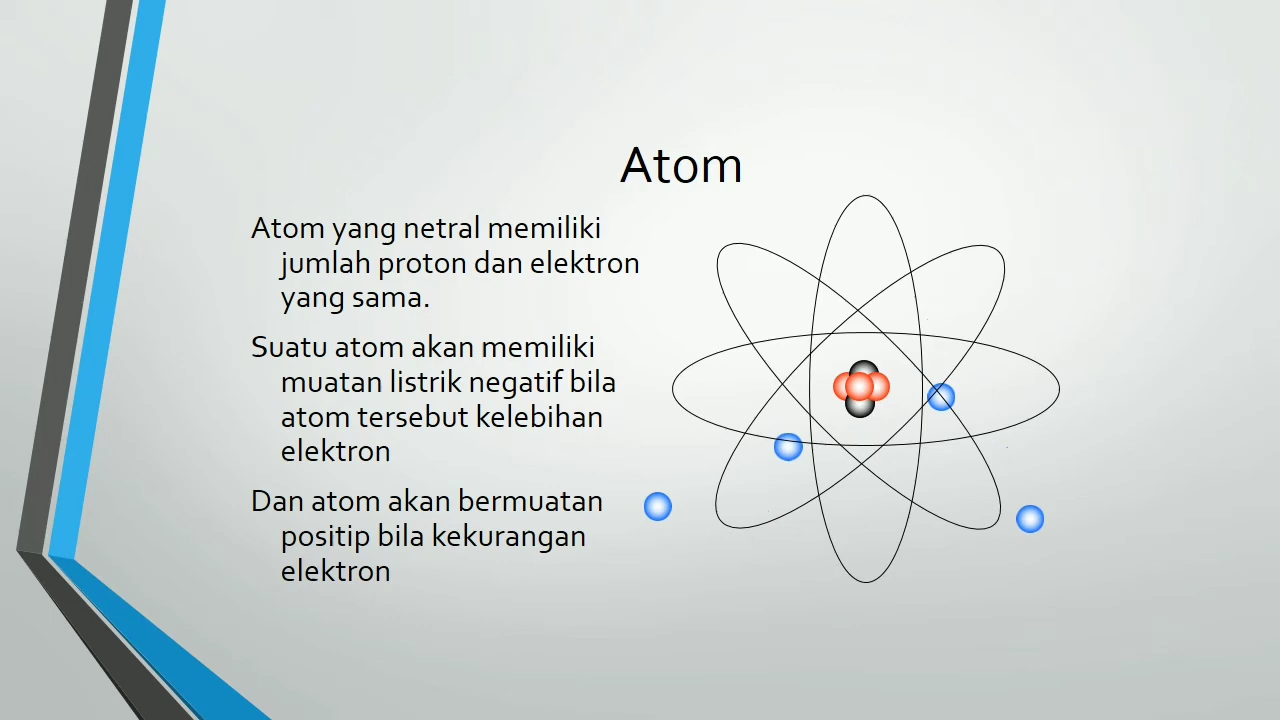 Atom
Atom yang netral memiliki
jumlah proton dan elektron
yang sama.
Suatu atom akan memiliki
muatan listrik negatif bila
atom tersebut kelebihan
elektron
Dan atom akan bermuatan
positip bila kekurangan
elektron